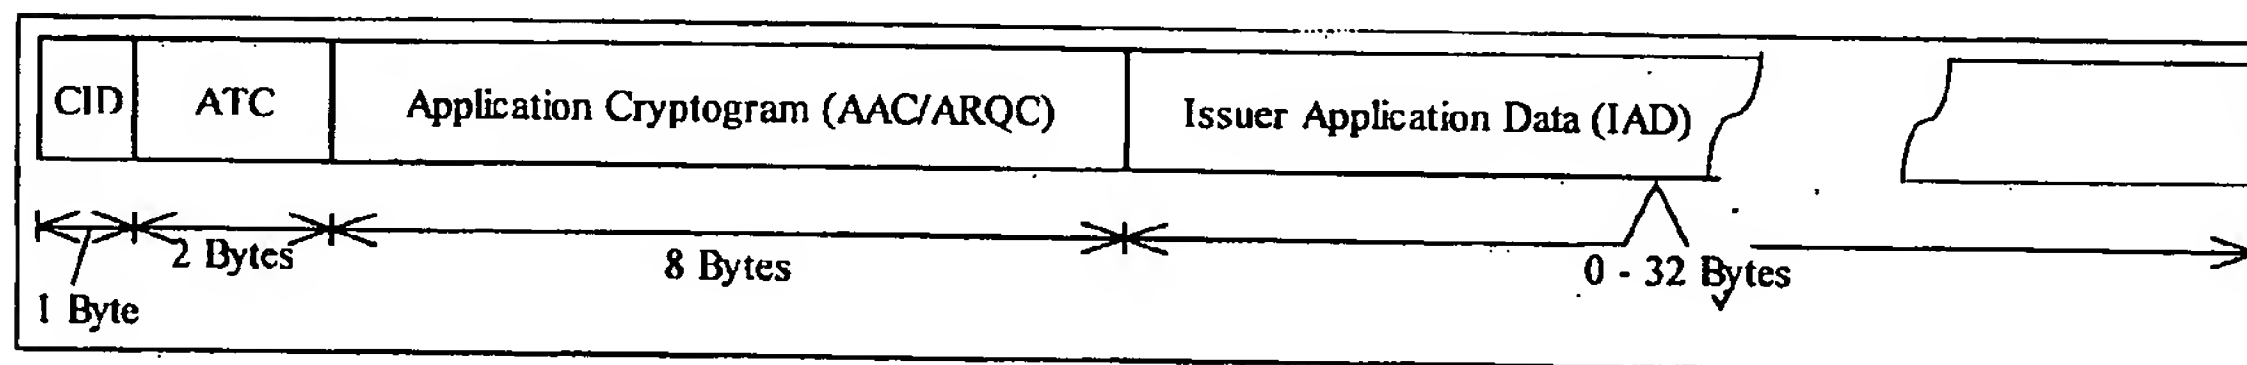 CID ATC Application Cryptogram (AAC/ARQC) Issuer Application Data (IAD)
2 Bytes 8 Bytes 0 - 32 Bytes
1 Byte